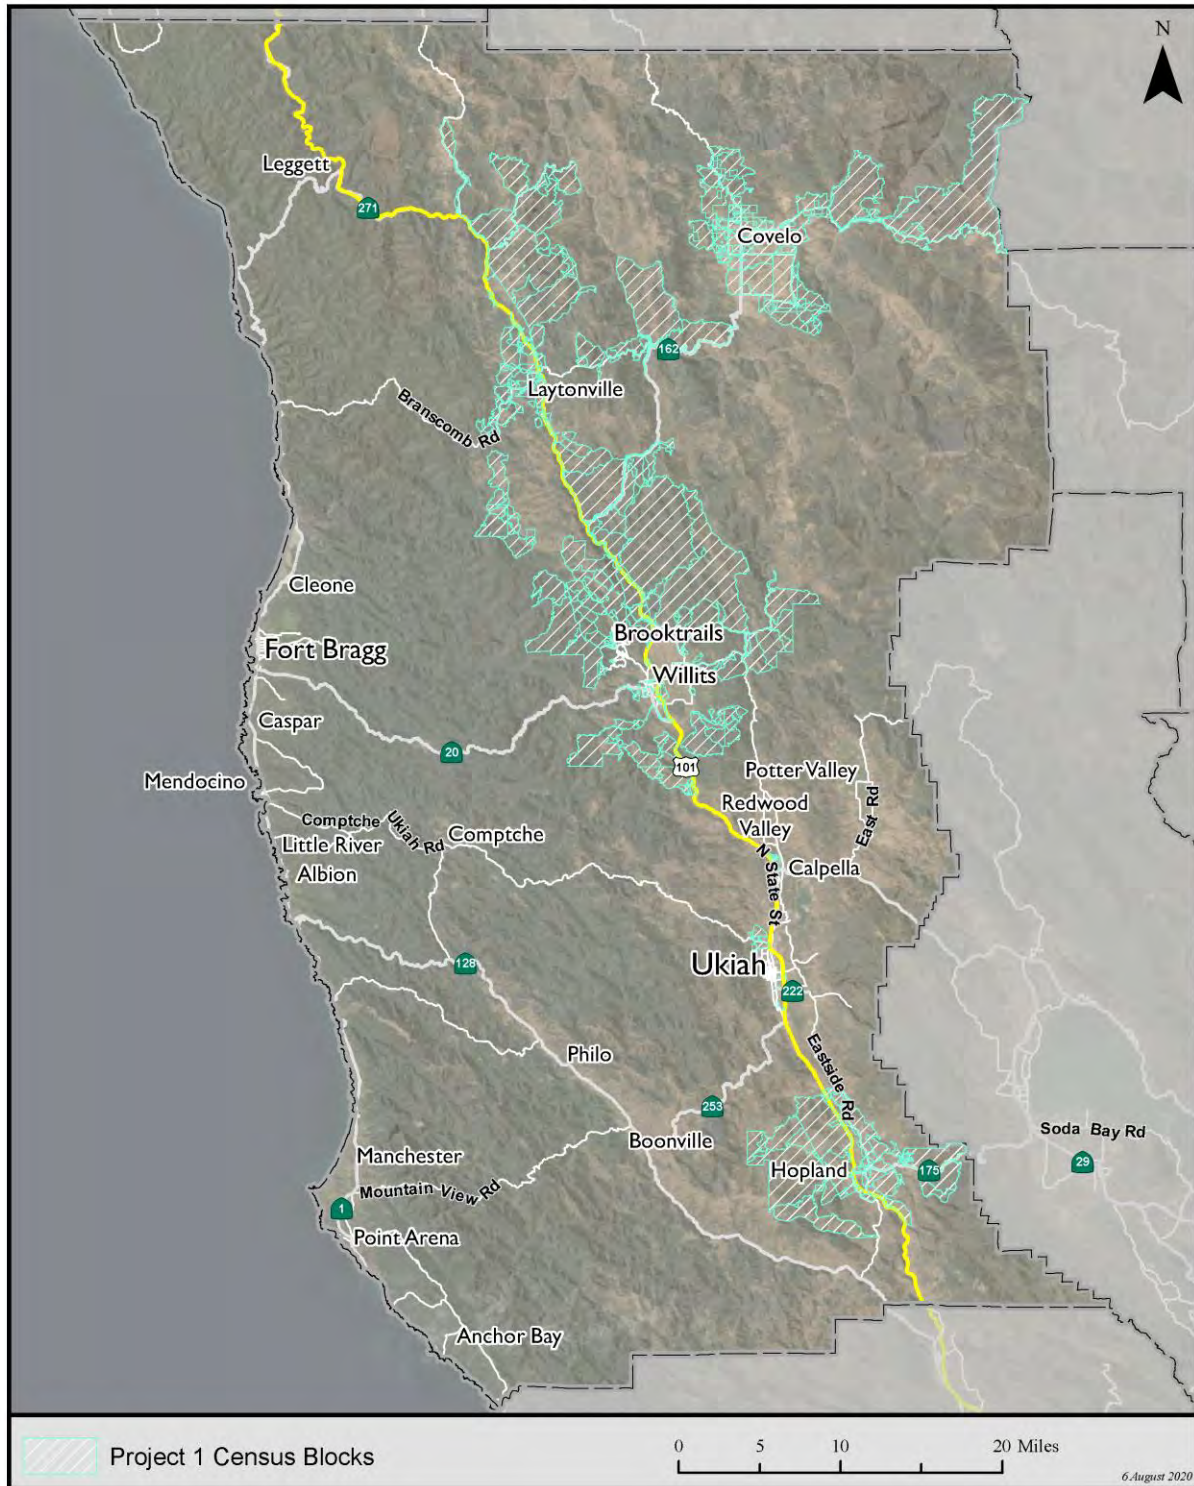 N
Leggett
271
Covelo
162
Laytonville
Branscomb Rd
Cleone
Brooktrails
Fort Bragg
Willits
Caspar
20
101
Potter Valley
Mendocino
Redwood
Valley
East Rd
Comptche
Ukiah Rd
Comptche
Little River
N State St
Calpella
Albion
Ukiah
128
222
Philo
Eastside Rd
253
Boonville
Soda Bay Rd
Manchester
Hopland
175
29
Mountain View Rd
1
Point Arena
Anchor Bay
Project 1 Census Blocks
0 5 10 20 Miles
6 August 2020